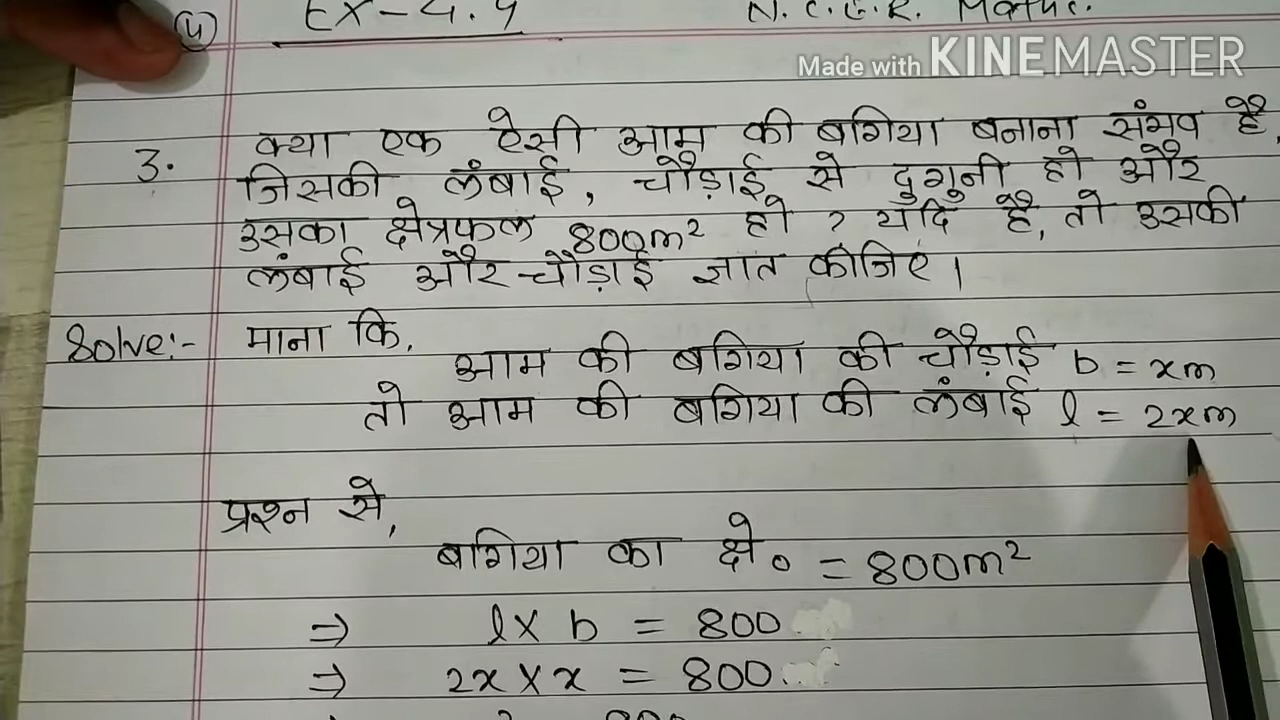 (4) Ex-4.4 N.C.E.R. Maths.
Made with KINEMASTER
3. क्या एक ऐसी आम की बगिया बनाना संभव है,
जिसकी लंबाई, चौड़ाई से दुगुनी हो और
उसका क्षेत्रफल 800m² हो ? यदि है, तो उसकी
लंबाई और चौड़ाई ज्ञात कीजिए।
Solve:- माना कि,
आम की बगिया की चौड़ाई b = xm
तो आम की बगिया की लंबाई l = 2xm
प्रश्न से,
बगिया का क्षे० = 800m²
⇒ l × b = 800
⇒ 2x × x = 800